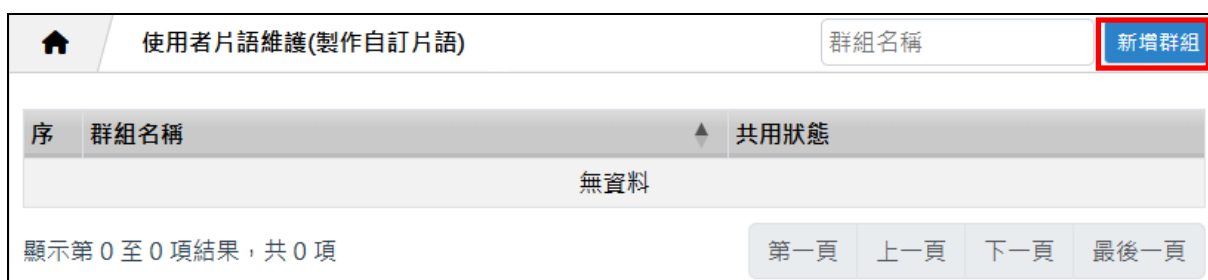 使用者片語維護(製作自訂片語) 群組名稱 新增群組
序 群組名稱 共用狀態
無資料
顯示第 0 至 0 項結果，共 0 項 第一頁 上一頁 下一頁 最後一頁